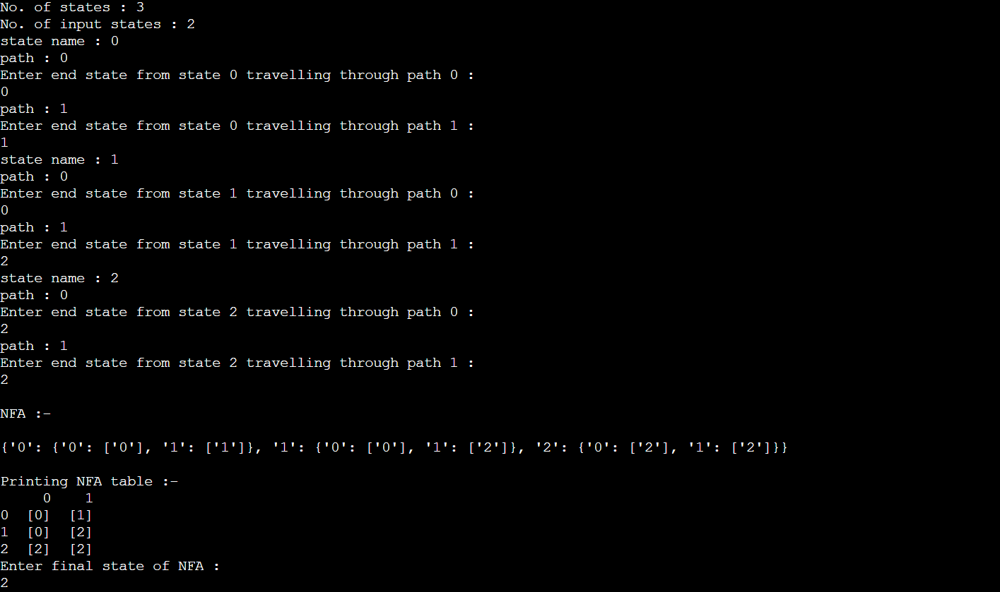 No. of states : 3
No. of input states : 2
state name : 0
path : 0
Enter end state from state 0 travelling through path 0 :
0
path : 1
Enter end state from state 0 travelling through path 1 :
1
state name : 1
path : 0
Enter end state from state 1 travelling through path 0 :
0
path : 1
Enter end state from state 1 travelling through path 1 :
2
state name : 2
path : 0
Enter end state from state 2 travelling through path 0 :
2
path : 1
Enter end state from state 2 travelling through path 1 :
2

NFA :-

{'0': {'0': ['0'], '1': ['1']}, '1': {'0': ['0'], '1': ['2']}, '2': {'0': ['2'], '1': ['2']}}

Printing NFA table :-
     0    1
0  [0]  [1]
1  [0]  [2]
2  [2]  [2]
Enter final state of NFA :
2